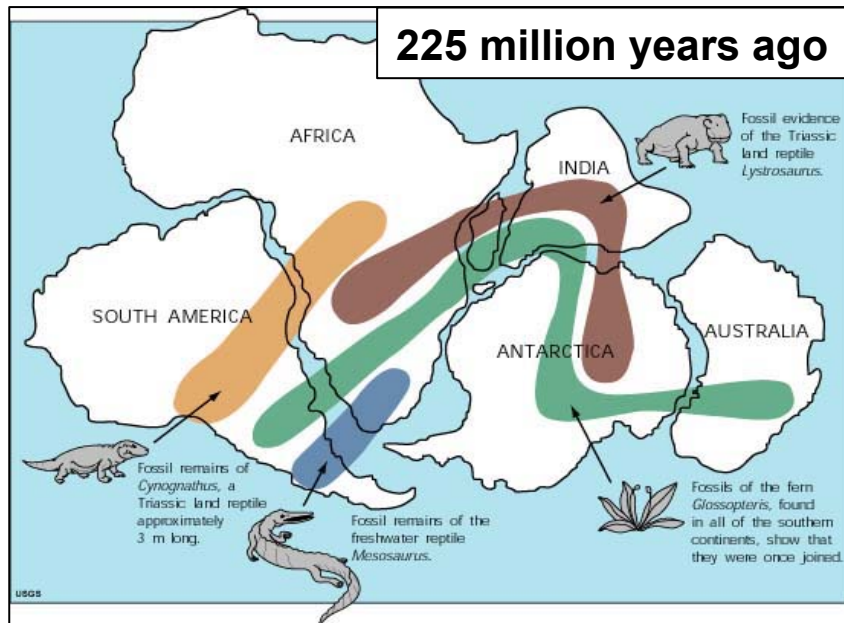 225 million years ago
AFRICA
Fossil evidence
of the Triassic
land reptile
Lystrosaurus.
INDIA
SOUTH AMERICA
ANTARCTICA
AUSTRALIA
Fossil remains of
Cynognathus, a
Triassic land reptile
approximately
3 m long.
Fossil remains of the
freshwater reptile
Mesosaurus.
Fossils of the fern
Glossopteris, found
in all of the southern
continents, show that
they were once joined.
USGS